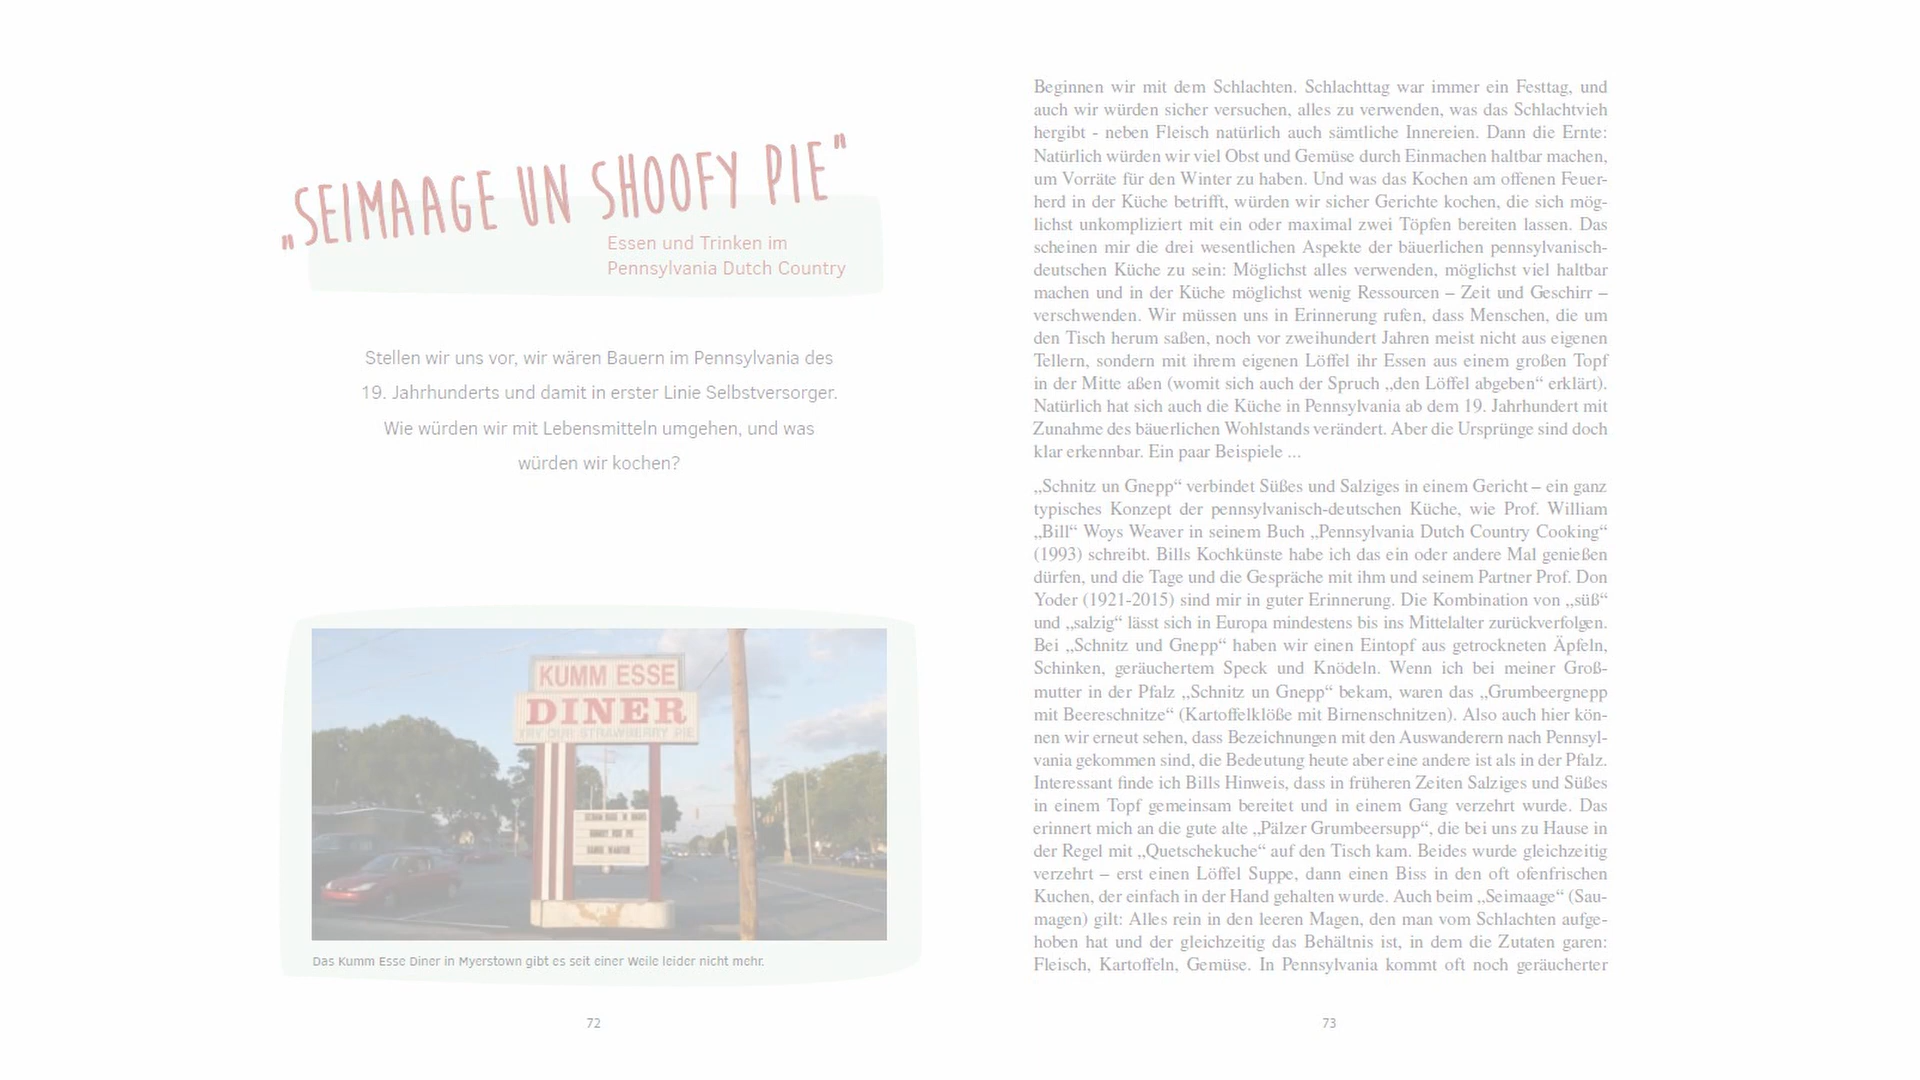 „SEIMAAGE UN SHOOFY PIE"
Essen und Trinken im
Pennsylvania Dutch Country
Stellen wir uns vor, wir wären Bauern im Pennsylvania des
19. Jahrhunderts und damit in erster Linie Selbstversorger.
Wie würden wir mit Lebensmitteln umgehen, und was
würden wir kochen?
KUMM ESSE
DINER
TRY OUR STRAWBERRY PIE
Das Kumm Esse Diner in Myerstown gibt es seit einer Weile leider nicht mehr.
72
Beginnen wir mit dem Schlachten. Schlachttag war immer ein Festtag, und
auch wir würden sicher versuchen, alles zu verwenden, was das Schlachtvieh
hergibt - neben Fleisch natürlich auch sämtliche Innereien. Dann die Ernte:
Natürlich würden wir viel Obst und Gemüse durch Einmachen haltbar machen,
um Vorräte für den Winter zu haben. Und was das Kochen am offenen Feuer-
herd in der Küche betrifft, würden wir sicher Gerichte kochen, die sich mög-
lichst unkompliziert mit ein oder maximal zwei Töpfen bereiten lassen. Das
scheinen mir die drei wesentlichen Aspekte der bäuerlichen pennsylvanisch-
deutschen Küche zu sein: Möglichst alles verwenden, möglichst viel haltbar
machen und in der Küche möglichst wenig Ressourcen – Zeit und Geschirr –
verschwenden. Wir müssen uns in Erinnerung rufen, dass Menschen, die um
den Tisch herum saßen, noch vor zweihundert Jahren meist nicht aus eigenen
Tellern, sondern mit ihrem eigenen Löffel ihr Essen aus einem großen Topf
in der Mitte aßen (womit sich auch der Spruch „den Löffel abgeben“ erklärt).
Natürlich hat sich auch die Küche in Pennsylvania ab dem 19. Jahrhundert mit
Zunahme des bäuerlichen Wohlstands verändert. Aber die Ursprünge sind doch
klar erkennbar. Ein paar Beispiele ...
„Schnitz un Gnepp“ verbindet Süßes und Salziges in einem Gericht – ein ganz
typisches Konzept der pennsylvanisch-deutschen Küche, wie Prof. William
„Bill“ Woys Weaver in seinem Buch „Pennsylvania Dutch Country Cooking“
(1993) schreibt. Bills Kochkünste habe ich das ein oder andere Mal genießen
dürfen, und die Tage und die Gespräche mit ihm und seinem Partner Prof. Don
Yoder (1921-2015) sind mir in guter Erinnerung. Die Kombination von „süß“
und „salzig“ lässt sich in Europa mindestens bis ins Mittelalter zurückverfolgen.
Bei „Schnitz und Gnepp“ haben wir einen Eintopf aus getrockneten Äpfeln,
Schinken, geräuchertem Speck und Knödeln. Wenn ich bei meiner Groß-
mutter in der Pfalz „Schnitz un Gnepp“ bekam, waren das „Grumbeergnepp
mit Beereschnitze“ (Kartoffelklöße mit Birnenschnitzen). Also auch hier kön-
nen wir erneut sehen, dass Bezeichnungen mit den Auswanderern nach Pennsyl-
vania gekommen sind, die Bedeutung heute aber eine andere ist als in der Pfalz.
Interessant finde ich Bills Hinweis, dass in früheren Zeiten Salziges und Süßes
in einem Topf gemeinsam bereitet und in einem Gang verzehrt wurde. Das
erinnert mich an die gute alte „Pälzer Grumbeersupp“, die bei uns zu Hause in
der Regel mit „Quetschekuche“ auf den Tisch kam. Beides wurde gleichzeitig
verzehrt – erst einen Löffel Suppe, dann einen Biss in den oft ofenfrischen
Kuchen, der einfach in der Hand gehalten wurde. Auch beim „Seimaage“ (Sau-
magen) gilt: Alles rein in den leeren Magen, den man vom Schlachten aufge-
hoben hat und der gleichzeitig das Behältnis ist, in dem die Zutaten garen:
Fleisch, Kartoffeln, Gemüse. In Pennsylvania kommt oft noch geräucherter
73